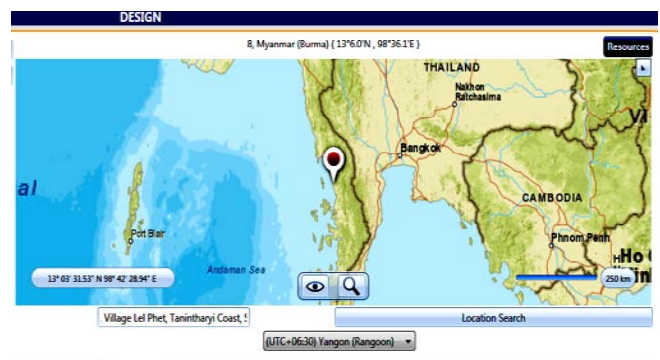 DESIGN
8, Myanmar (Burma) ( 13°6.0'N , 98°36.1'E )
Resources
THAILAND
Nakhon
Ratchasima
Bangkok
VI
al
CAMBODIA
Port Blair
Phnom Penh
Ho
in
Andaman Sea
13° 03' 31.53" N 98° 42' 28.94" E
250 km
Village Lel Phet, Tanintharyi Coast,
Location Search
(UTC+06:30) Yangon (Rangoon)